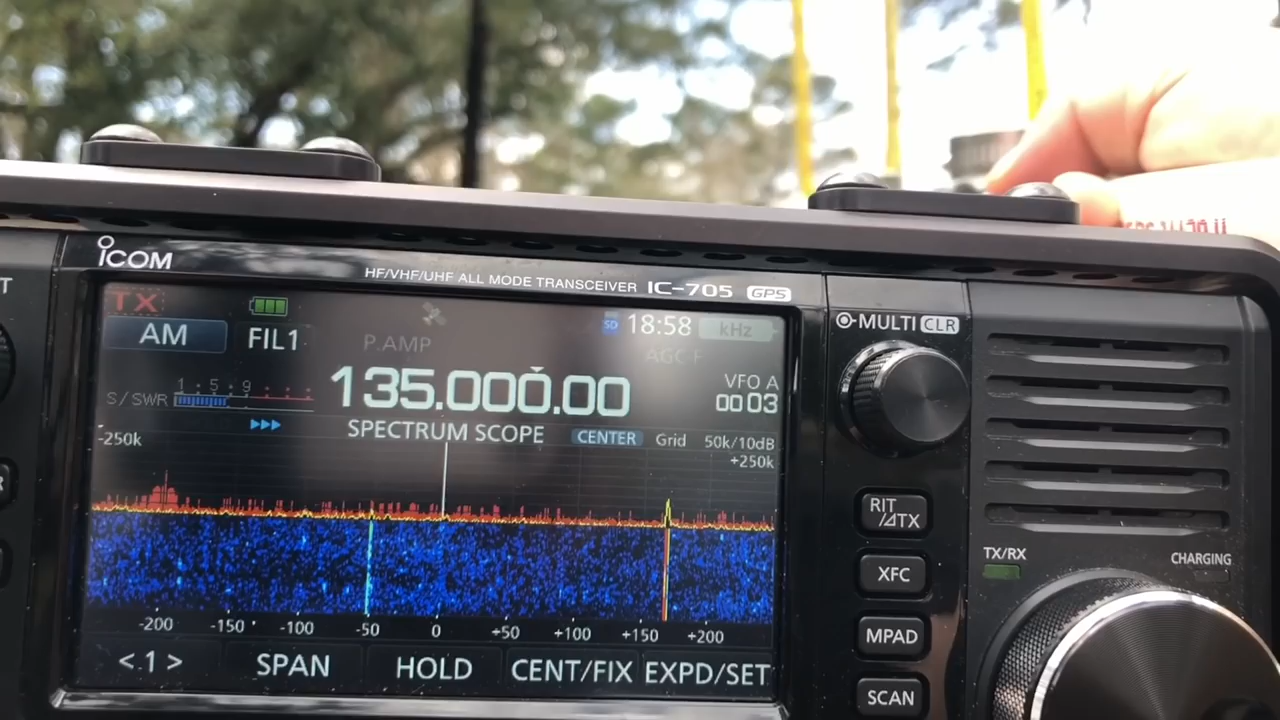 ICOM
HF/VHF/UHF ALL MODE TRANSCEIVER IC-705 GPS
T
TX
SD 18:58 kHz
AM FIL1 P.AMP AGC F
MULTI CLR
1 5 9
S/SWR 135.000.00 VFO A
00 03
SPECTRUM SCOPE CENTER Grid 50k/10dB
-250k +250k
-200 -150 -100 -50 0 +50 +100 +150 +200
<.1> SPAN HOLD CENT/FIX EXPD/SET
RIT
/⊿TX
XFC
MPAD
SCAN
TX/RX CHARGING